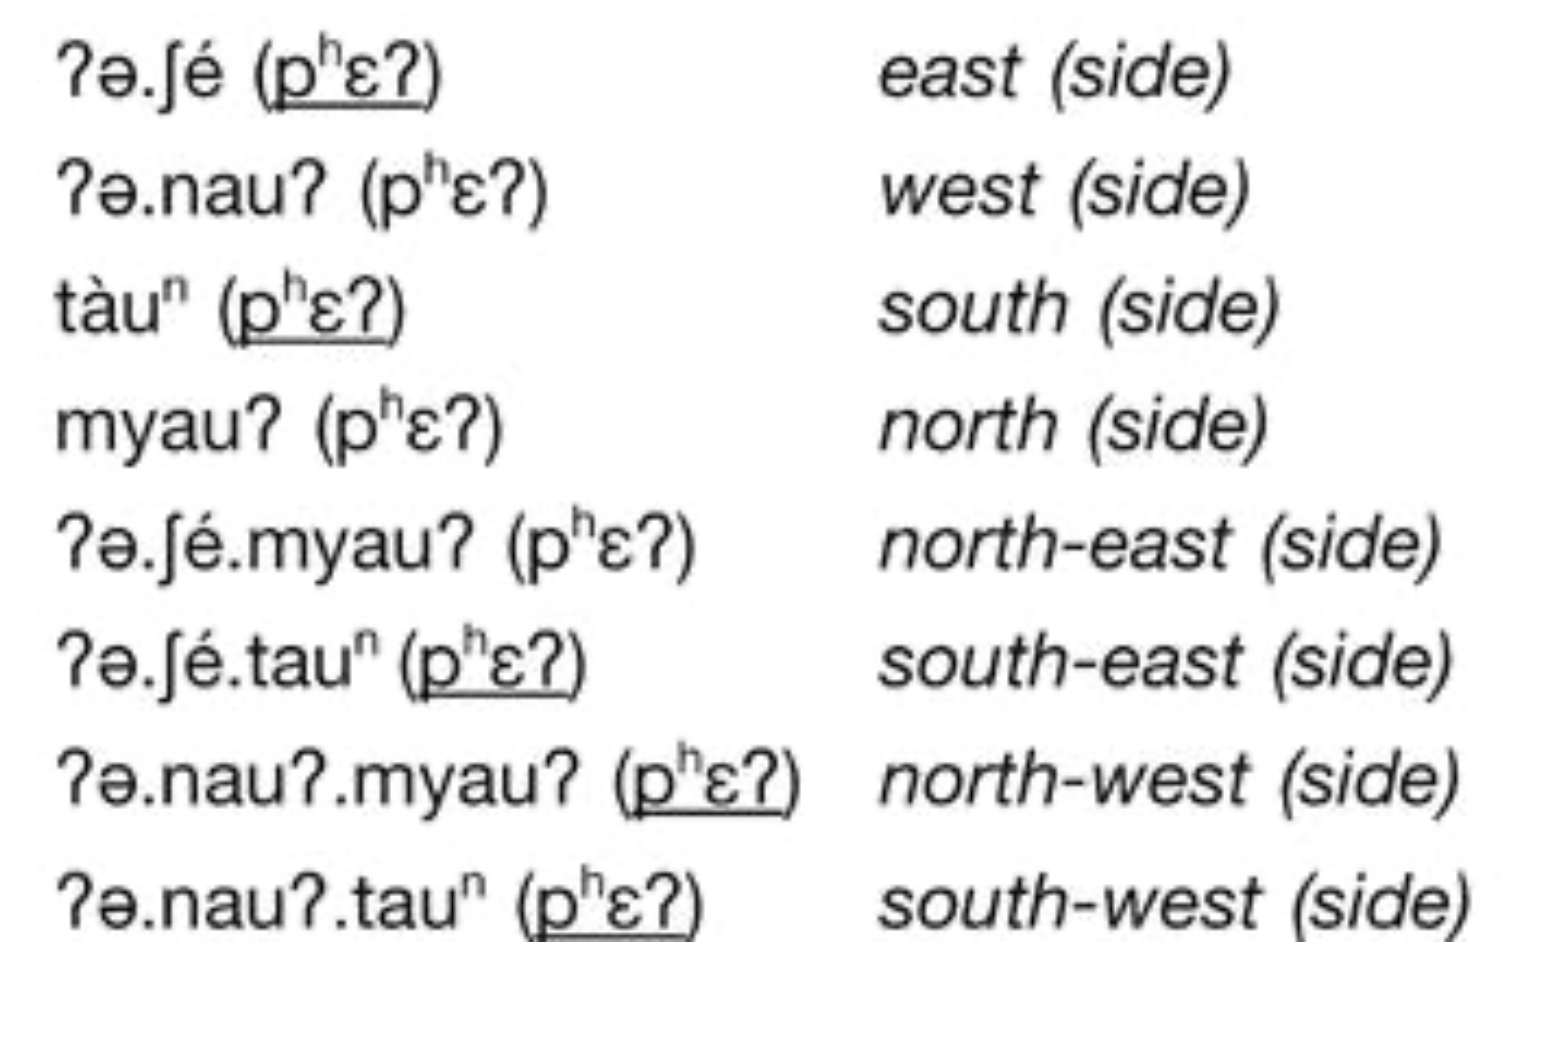 ʔə.ʃé (pʰɛʔ) east (side)
ʔə.nauʔ (pʰɛʔ) west (side)
tàuⁿ (pʰɛʔ) south (side)
myauʔ (pʰɛʔ) north (side)
ʔə.ʃé.myauʔ (pʰɛʔ) north-east (side)
ʔə.ʃé.tauⁿ (pʰɛʔ) south-east (side)
ʔə.nauʔ.myauʔ (pʰɛʔ) north-west (side)
ʔə.nauʔ.tauⁿ (pʰɛʔ) south-west (side)